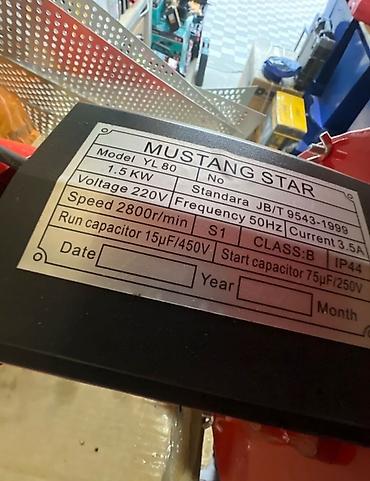 MUSTANG STAR
Model YL 80 No
1.5 KW Standara JB/T 9543-1999
Voltage 220V Frequency 50Hz Current 3.5A
Speed 2800r/min S1 CLASS:B IP44
Run capacitor 15μF/450V Start capacitor 75μF/250V
Date Year Month